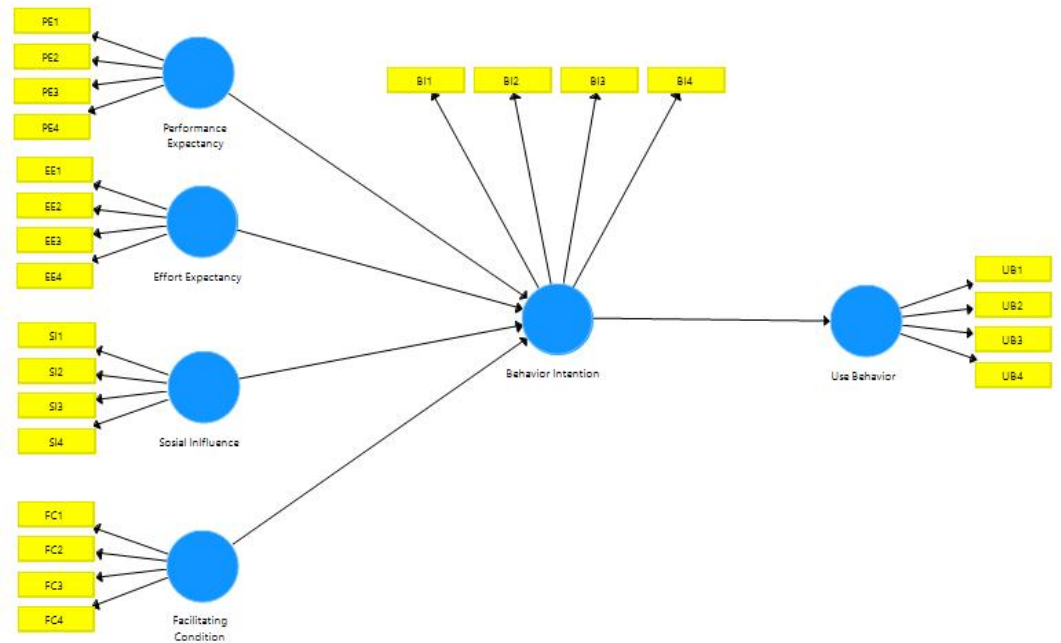 PE1
PE2
PE3
PE4
Performance
Expectancy
EE1
EE2
EE3
EE4
Effort Expectancy
SI1
SI2
SI3
SI4
Sosial Inlfluence
FC1
FC2
FC3
FC4
Facilitating
Condition
BI1
BI2
BI3
BI4
Behavior Intention
UB1
UB2
UB3
UB4
Use Behavior